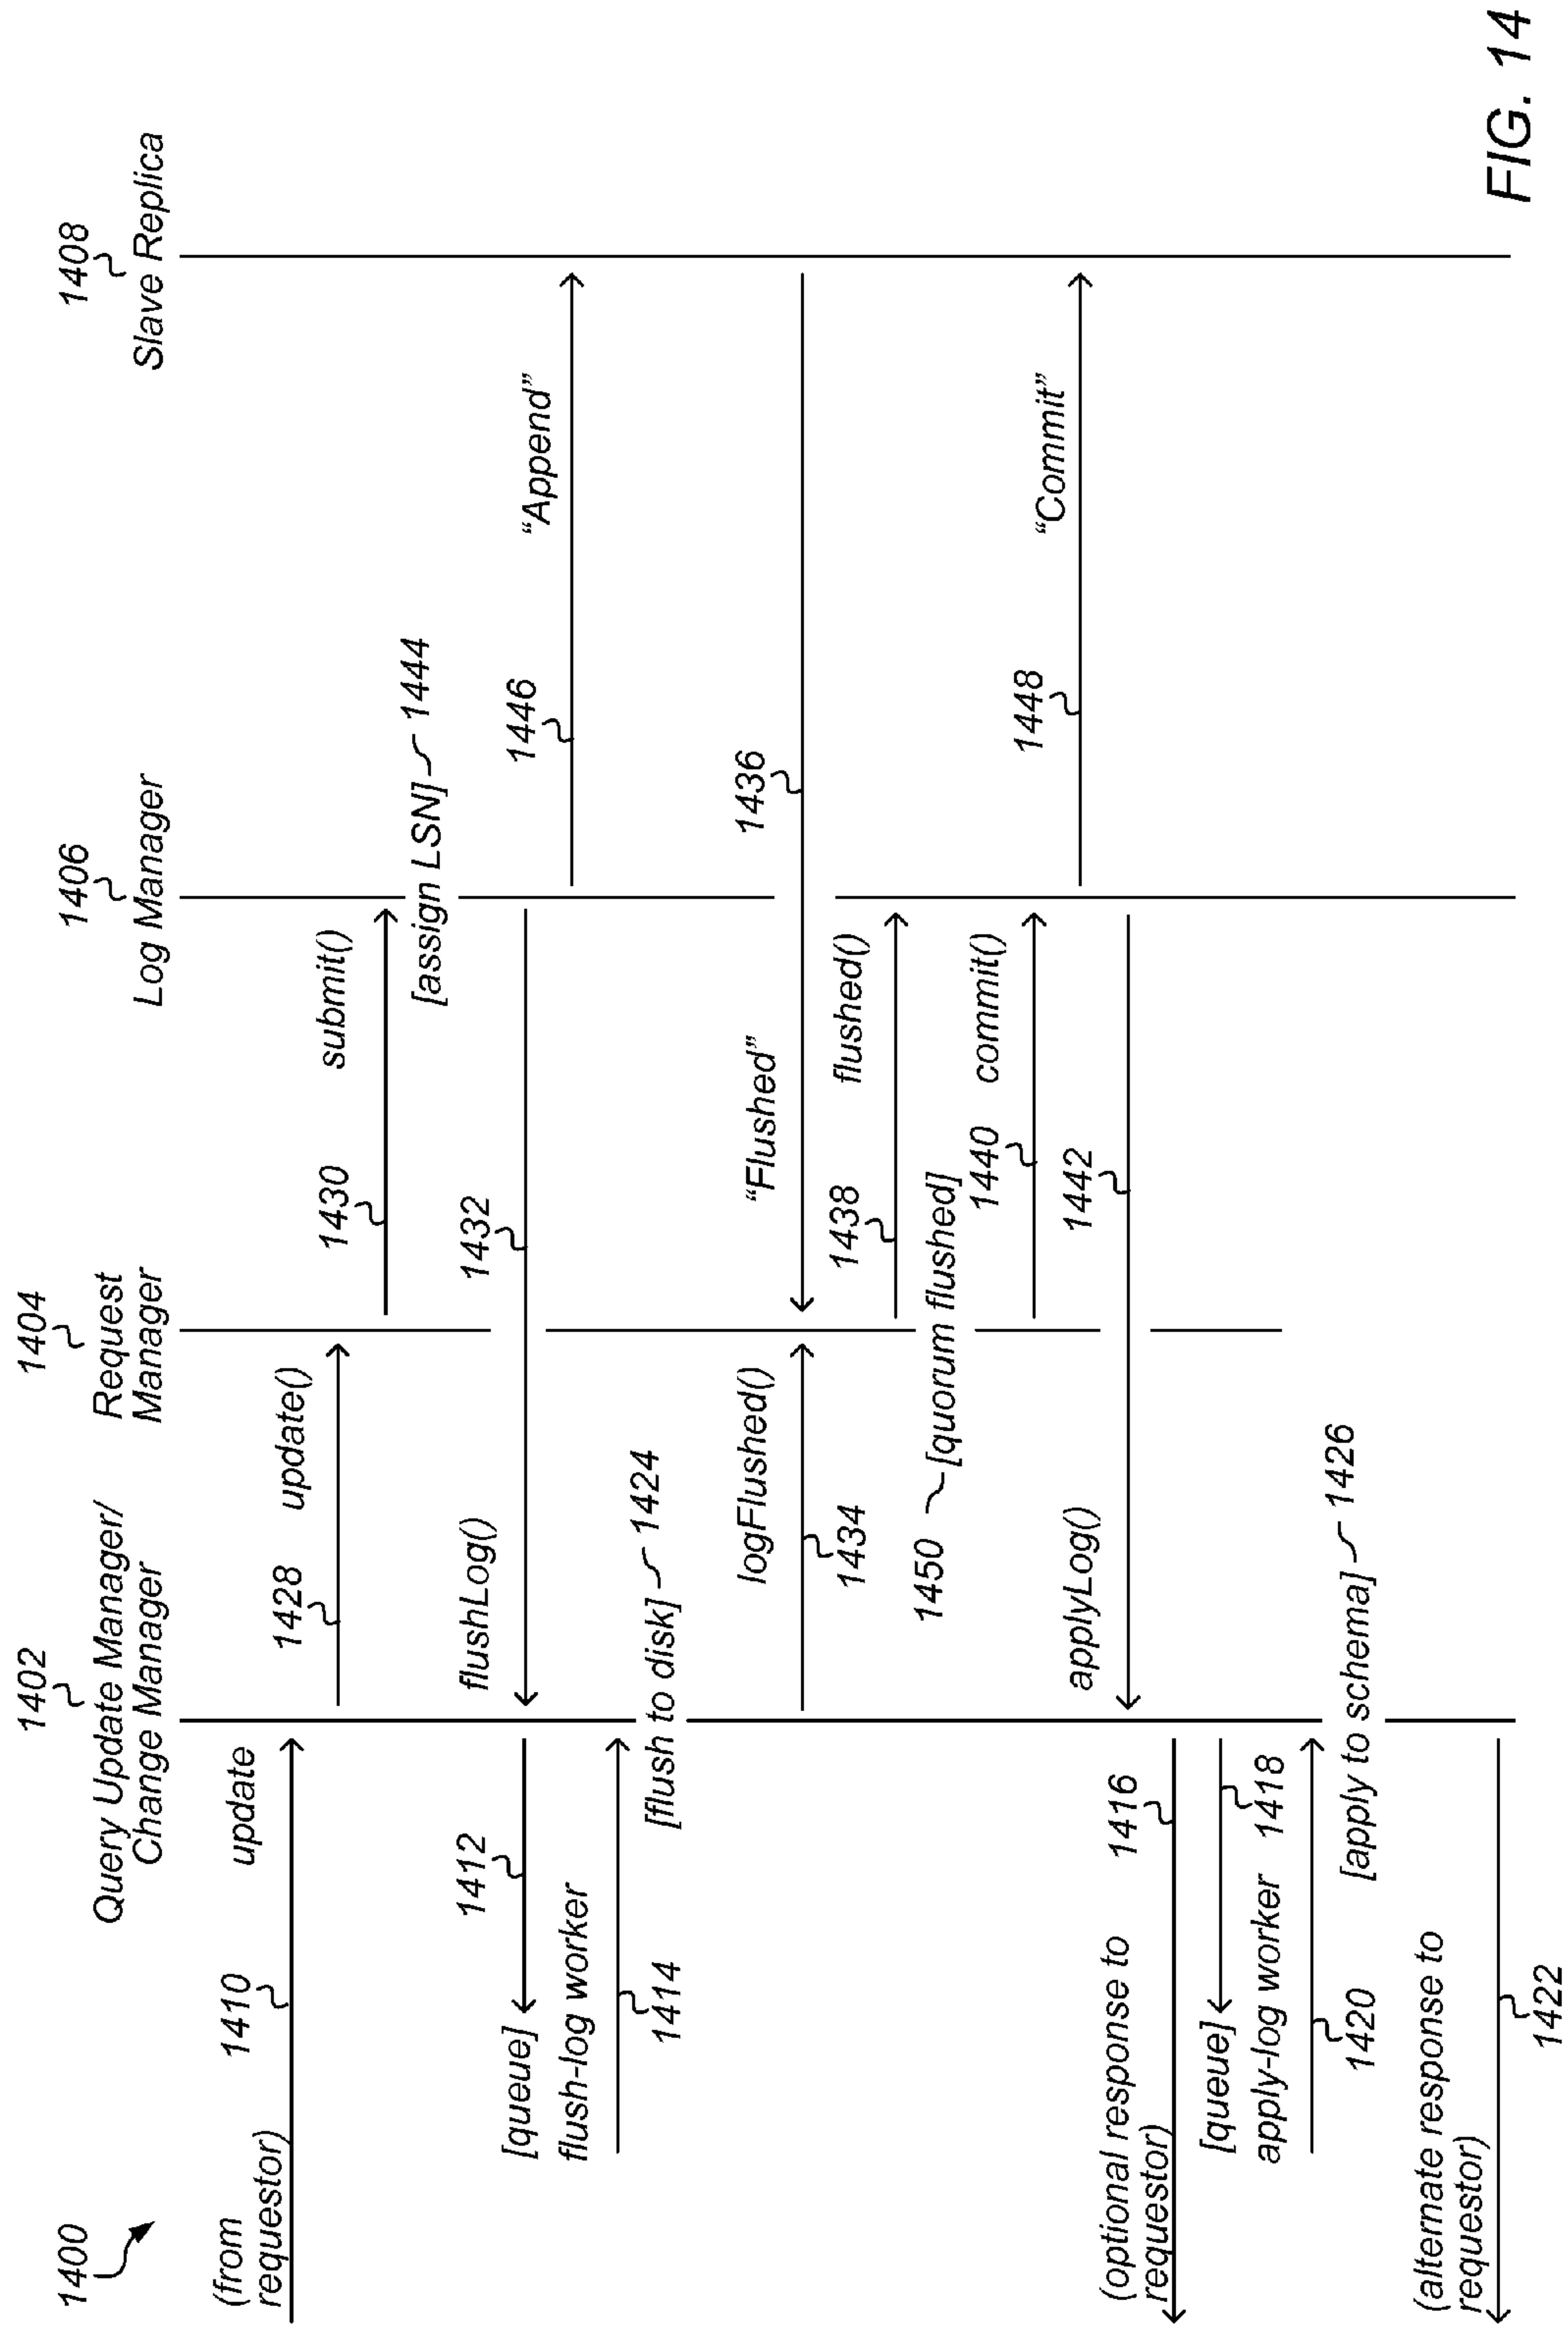 1400
1402
Query Update Manager/
Change Manager
1404
Request
Manager
1406
Log Manager
1408
Slave Replica
(from
requestor)
1410
update
1428
update()
1430
submit()
[assign LSN]
1444
1412
[queue]
flushLog()
1432
1446
"Append"
flush-log worker
1414
[flush to disk]
1424
logFlushed()
1434
"Flushed"
1436
1438
flushed()
1450
[quorum flushed]
1440
commit()
1448
"Commit"
applyLog()
1442
(optional response to
requestor)
1416
[queue]
1418
apply-log worker
1420
[apply to schema]
1426
(alternate response to
requestor)
1422
FIG. 14